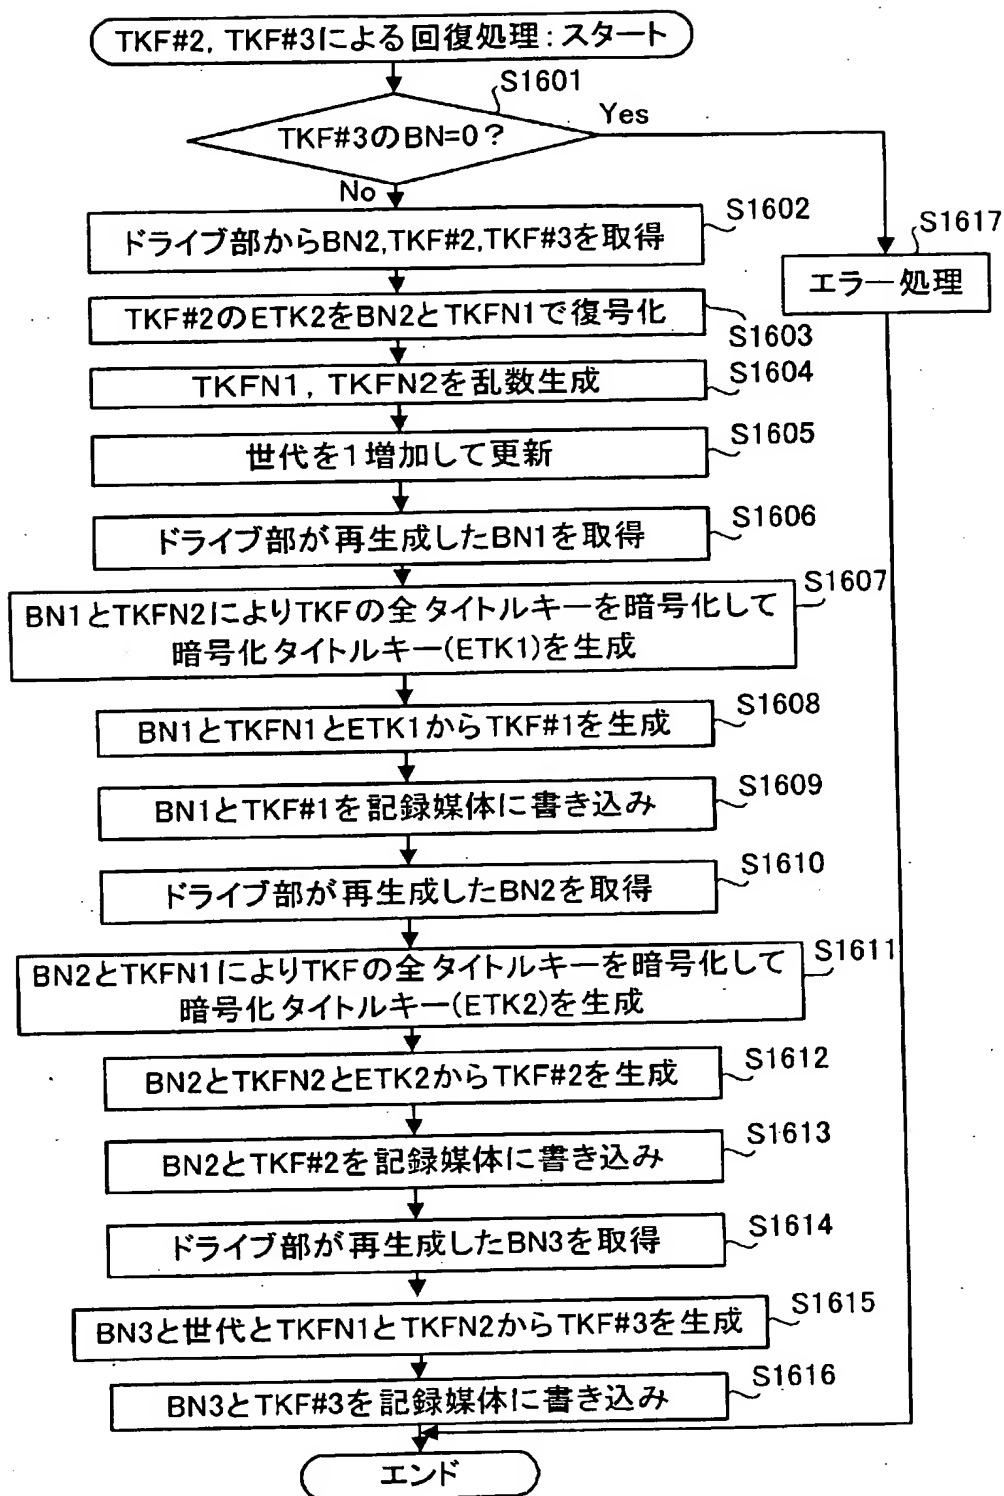 TKF#2, TKF#3による回復処理:スタート
S1601
TKF#3のBN=0?
Yes
No
S1602
ドライブ部からBN2,TKF#2,TKF#3を取得
S1617
エラー処理
TKF#2のETK2をBN2とTKFN1で復号化
S1603
TKFN1, TKFN2を乱数生成
S1604
世代を1増加して更新
S1605
ドライブ部が再生成したBN1を取得
S1606
BN1とTKFN2によりTKFの全タイトルキーを暗号化して
暗号化タイトルキー(ETK1)を生成
S1607
BN1とTKFN1とETK1からTKF#1を生成
S1608
BN1とTKF#1を記録媒体に書き込み
S1609
ドライブ部が再生成したBN2を取得
S1610
BN2とTKFN1によりTKFの全タイトルキーを暗号化して
暗号化タイトルキー(ETK2)を生成
S1611
BN2とTKFN2とETK2からTKF#2を生成
S1612
BN2とTKF#2を記録媒体に書き込み
S1613
ドライブ部が再生成したBN3を取得
S1614
BN3と世代とTKFN1とTKFN2からTKF#3を生成
S1615
BN3とTKF#3を記録媒体に書き込み
S1616
エンド